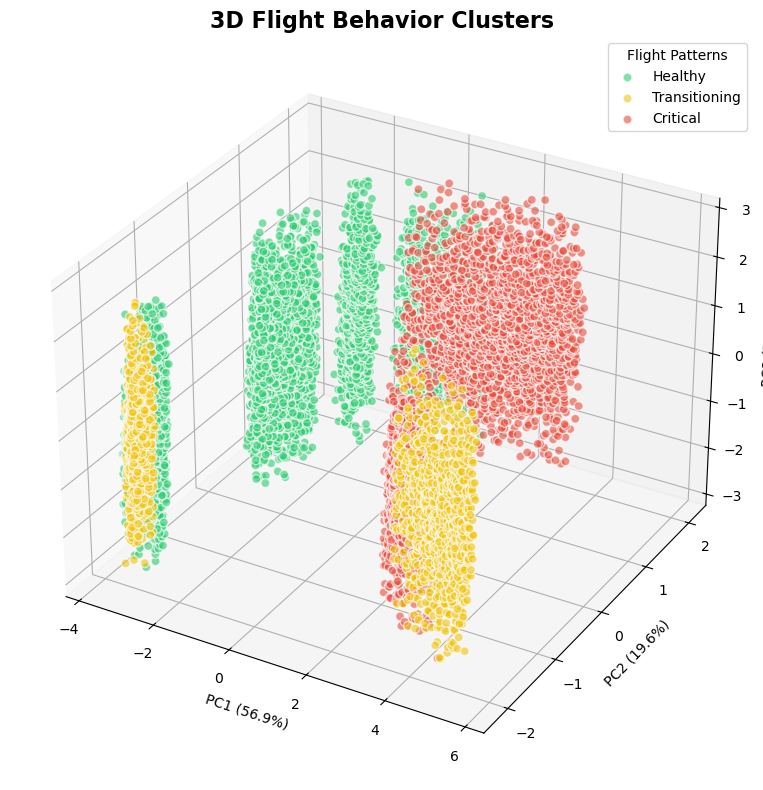 3D Flight Behavior Clusters
Flight Patterns
Healthy
Transitioning
Critical
3
2
1
0
−1
−2
−3
2
1
0
−1
−2
PC2 (19.6%)
−4
−2
0
2
4
6
PC1 (56.9%)